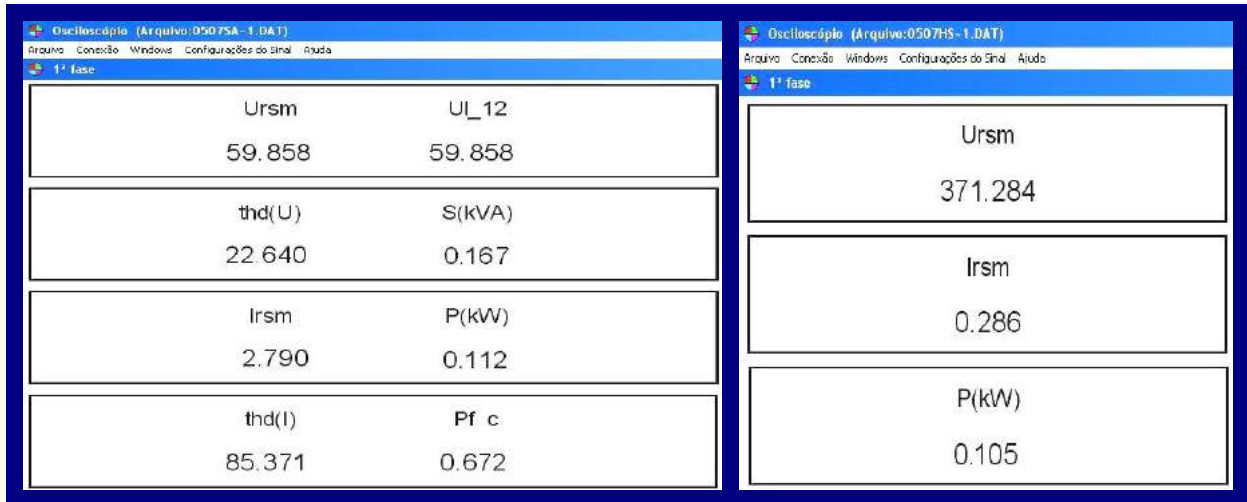 Osciloscópio (Arquivo:0507SA~1.DAT)
Arquivo Conexão Windows Configurações do Sinal Ajuda
1ª fase
Ursm UI_12
59.858 59.858
thd(U) S(kVA)
22.640 0.167
Irsm P(kW)
2.790 0.112
thd(I) Pf c
85.371 0.672
Osciloscópio (Arquivo:0507HS~1.DAT)
Arquivo Conexão Windows Configurações do Sinal Ajuda
1ª fase
Ursm
371.284
Irsm
0.286
P(kW)
0.105